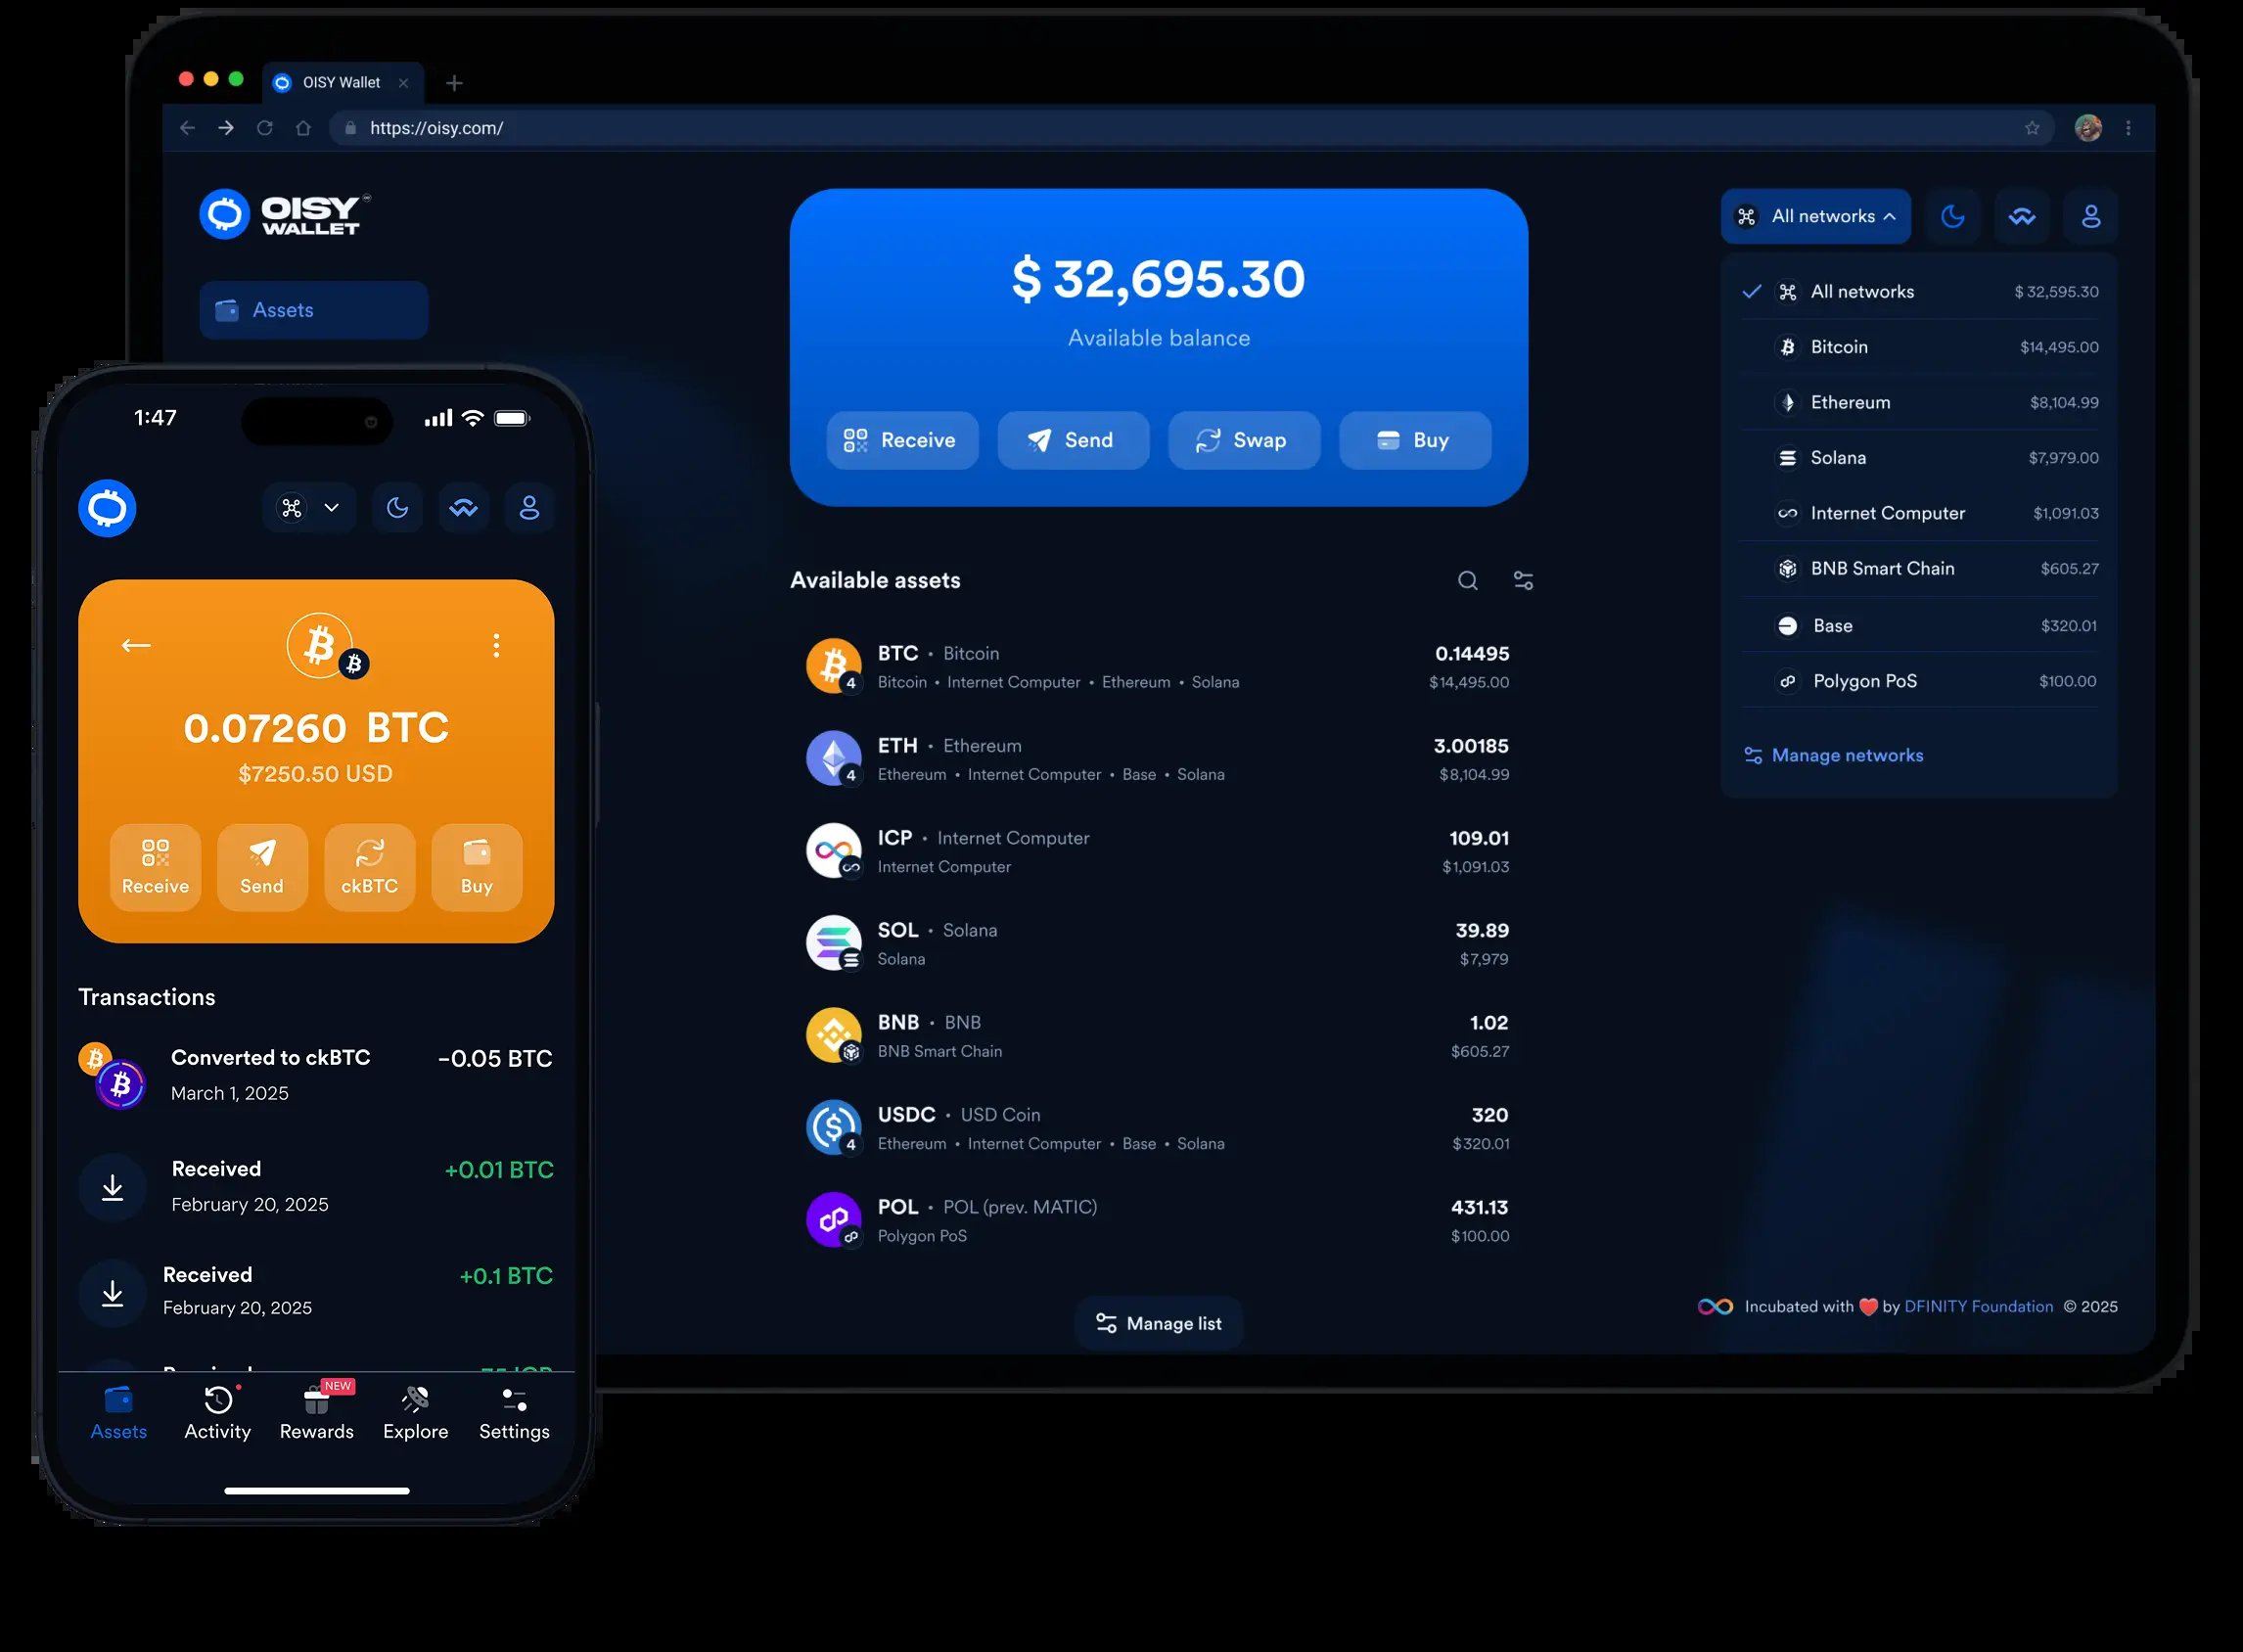 OISY Wallet
https://oisy.com/
OISY
WALLET
Assets
$ 32,695.30
Available balance
Receive
Send
Swap
Buy
All networks
All networks $ 32,595.30
Bitcoin $14,495.00
Ethereum $8,104.99
Solana $7,979.00
Internet Computer $1,091.03
BNB Smart Chain $605.27
Base $320.01
Polygon PoS $100.00
Manage networks
Available assets
BTC • Bitcoin 0.14495
Bitcoin • Internet Computer • Ethereum • Solana $14,495.00
ETH • Ethereum 3.00185
Ethereum • Internet Computer • Base • Solana $8,104.99
ICP • Internet Computer 109.01
Internet Computer $1,091.03
SOL • Solana 39.89
Solana $7,979
BNB • BNB 1.02
BNB Smart Chain $605.27
USDC • USD Coin 320
Ethereum • Internet Computer • Base • Solana $320.01
POL • POL (prev. MATIC) 431.13
Polygon PoS $100.00
4
4
4
Manage list
Incubated with ❤️ by DFINITY Foundation © 2025
1:47
0.07260 BTC
$7250.50 USD
Receive
Send
ckBTC
Buy
Transactions
Converted to ckBTC −0.05 BTC
March 1, 2025
Received +0.01 BTC
February 20, 2025
Received +0.1 BTC
February 20, 2025
NEW
Assets
Activity
Rewards
Explore
Settings